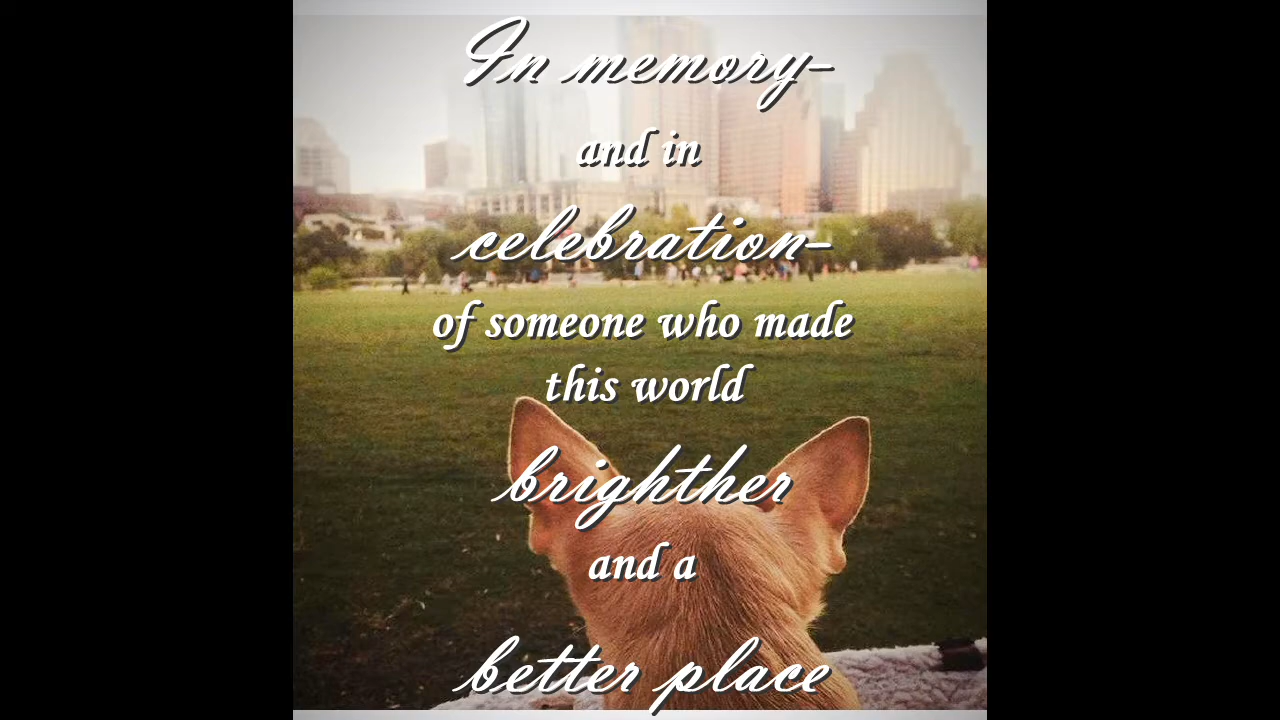 In memory-
and in
celebration-
of someone who made
this world
brighther
and a
better place